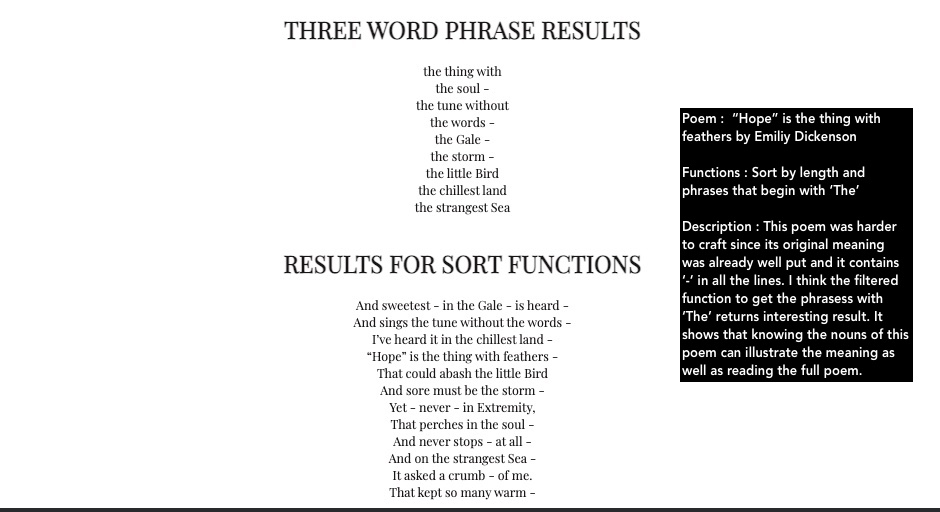 THREE WORD PHRASE RESULTS
the thing with
the soul -
the tune without
the words -
the Gale -
the storm -
the little Bird
the chillest land
the strangest Sea
RESULTS FOR SORT FUNCTIONS
And sweetest - in the Gale - is heard -
And sings the tune without the words -
I've heard it in the chillest land -
“Hope” is the thing with feathers -
That could abash the little Bird
And sore must be the storm -
Yet - never - in Extremity,
That perches in the soul -
And never stops - at all -
And on the strangest Sea -
It asked a crumb - of me.
That kept so many warm -
Poem :  “Hope” is the thing with
feathers by Emiliy Dickenson
Functions : Sort by length and
phrases that begin with ‘The’
Description : This poem was harder
to craft since its original meaning
was already well put and it contains
‘-’ in all the lines. I think the filtered
function to get the phrasess with
‘The’ returns interesting result. It
shows that knowing the nouns of this
poem can illustrate the meaning as
well as reading the full poem.